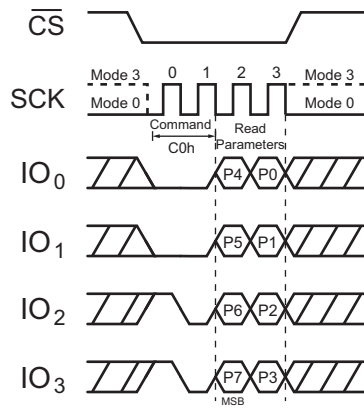 CS
Mode 3 0 1 2 3 Mode 3
SCK
Mode 0 Mode 0
Command Read
C0h Parameters
IO0 P4 P0
IO1 P5 P1
IO2 P6 P2
IO3 P7 P3
MSB